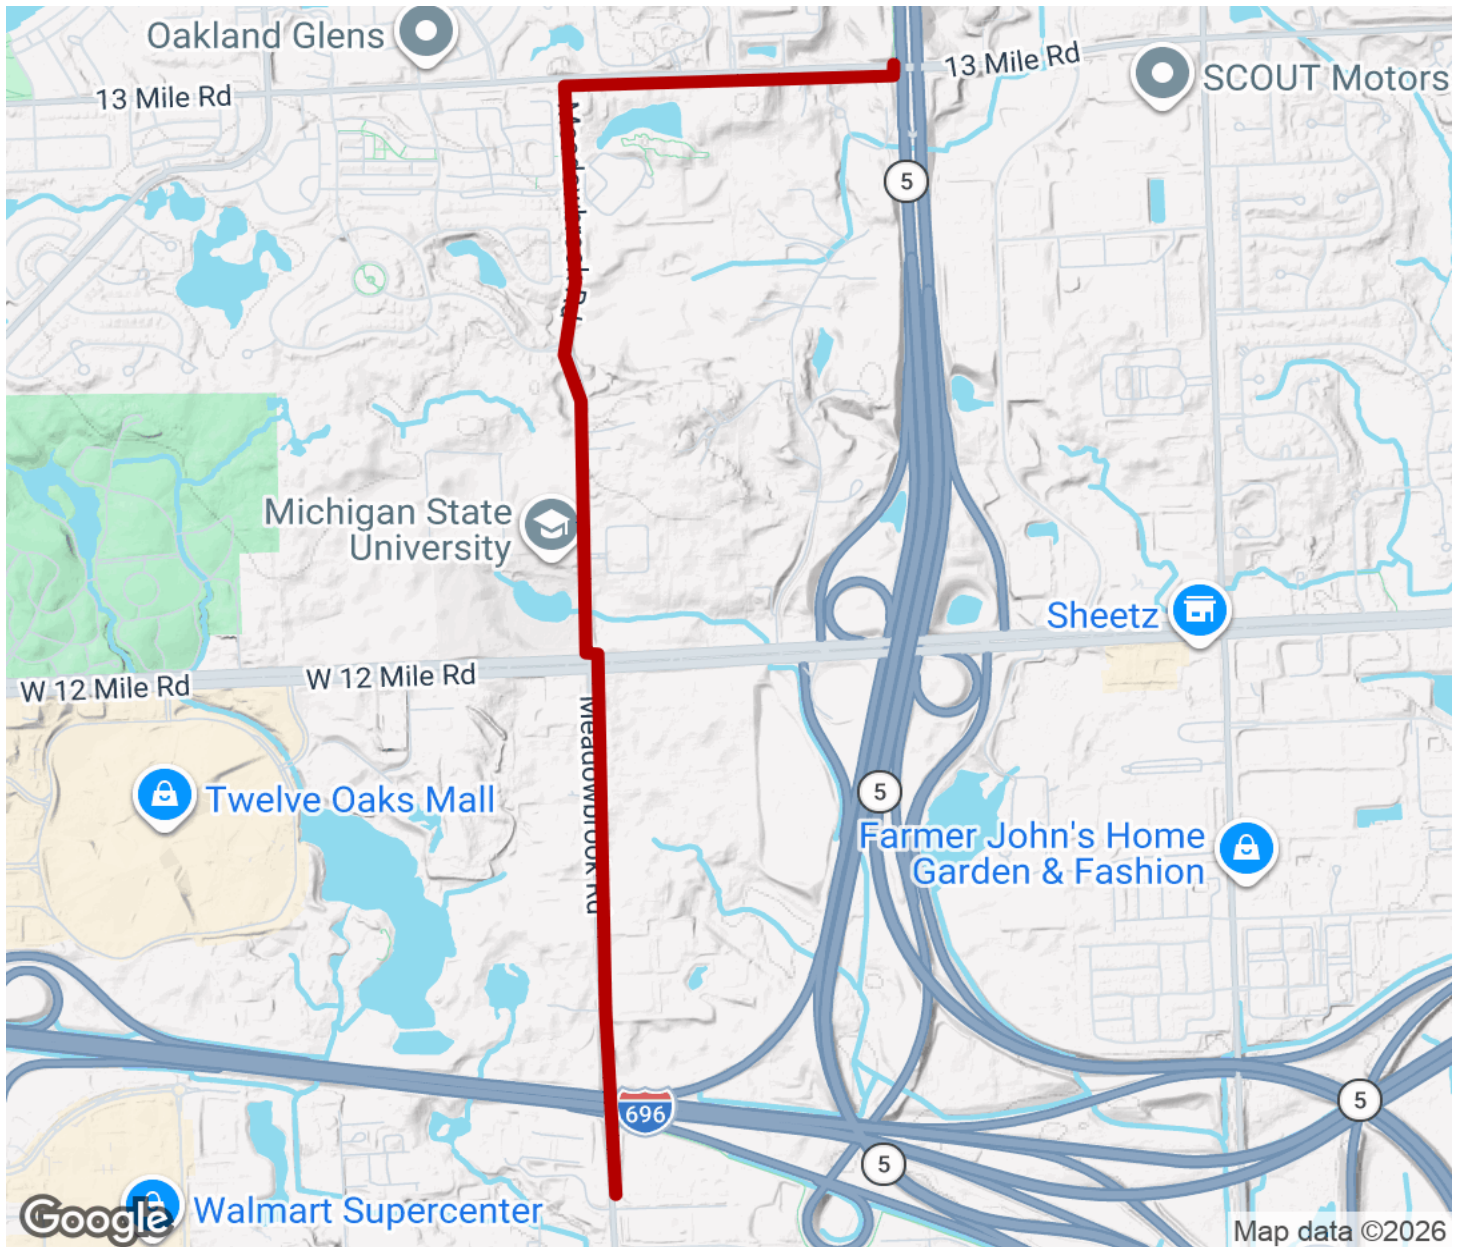 Oakland Glens
13 Mile Rd
SCOUT Motors
13 Mile Rd
Meadowbrook Rd
5
Michigan State
University
Sheetz
W 12 Mile Rd
W 12 Mile Rd
Meadowbrook Rd
Twelve Oaks Mall
5
Farmer John's Home
Garden & Fashion
696
5
5
Walmart Supercenter
Google
Map data ©2026